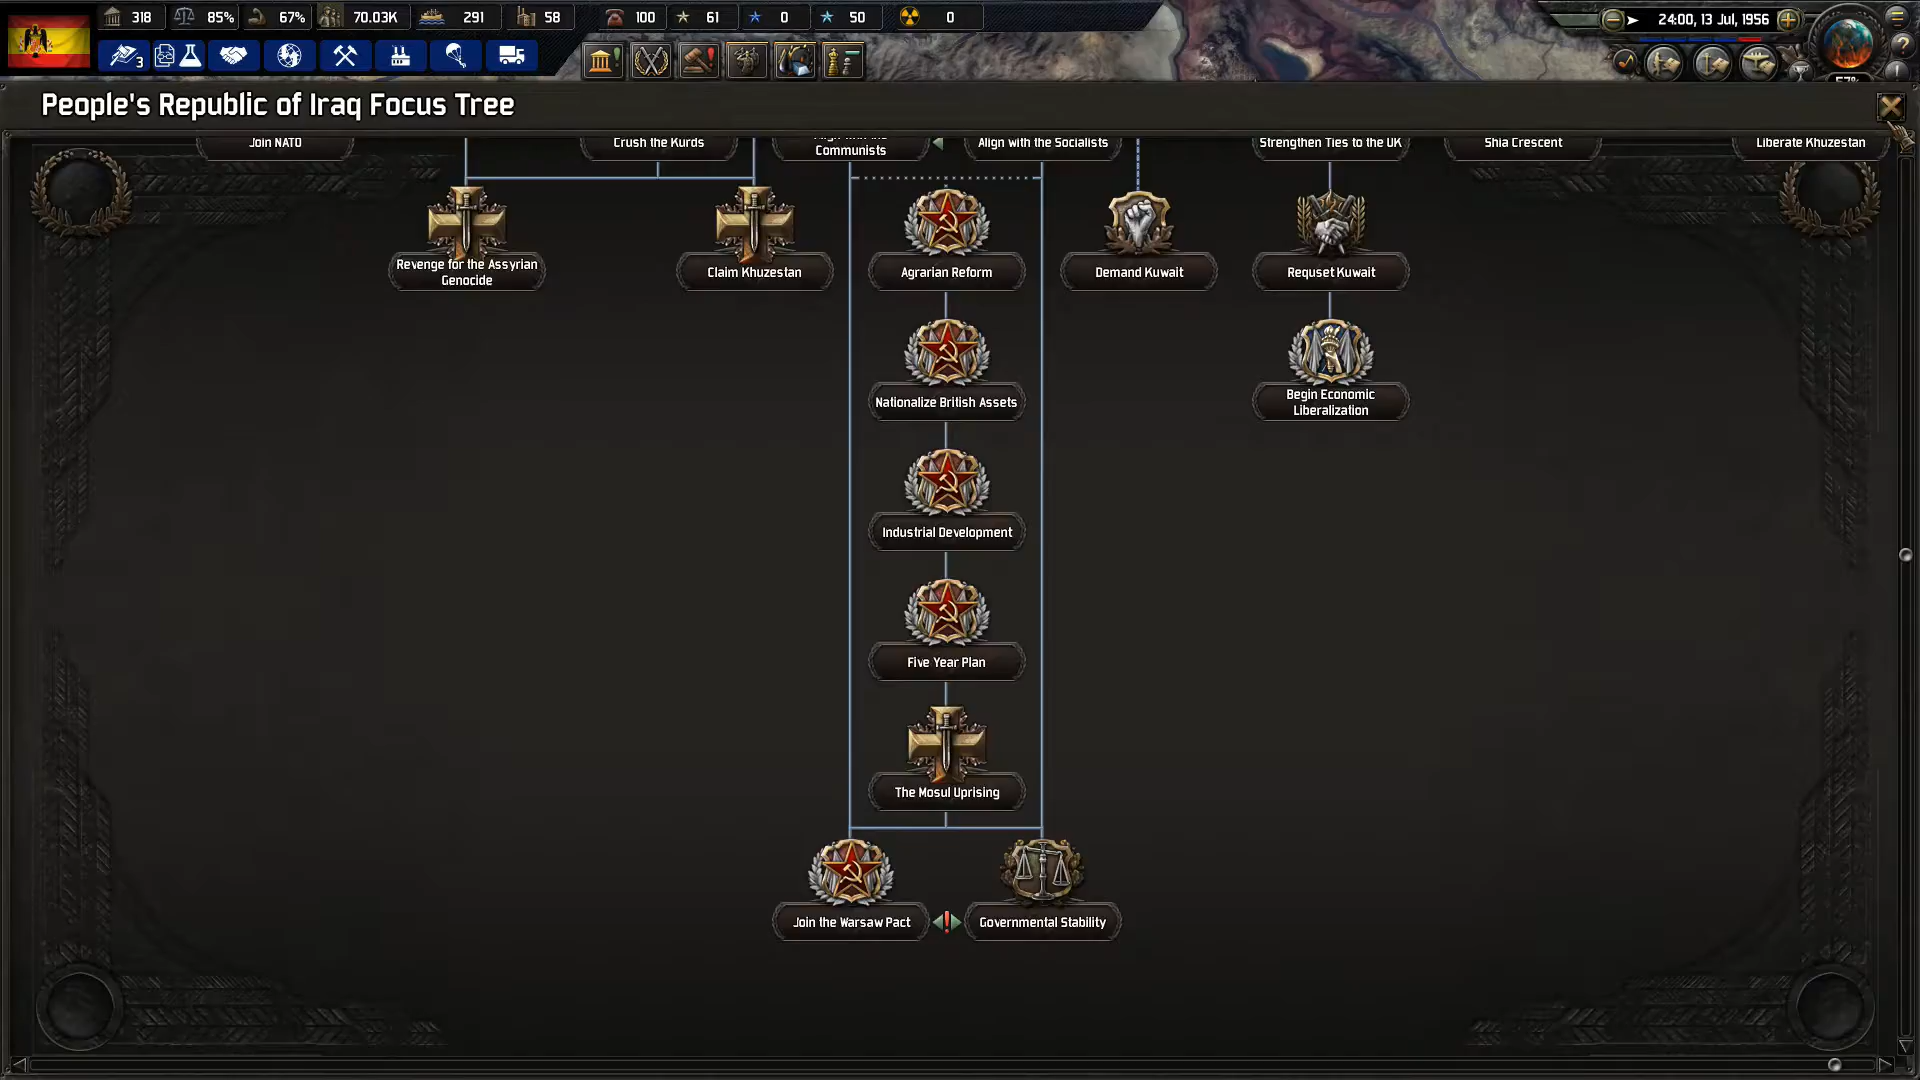 318 85% 67% 70.03K 291 58 100 61 0 50 0 24:00, 13 Jul, 1956
3
57%
People's Republic of Iraq Focus Tree
Join NATO
Crush the Kurds
Communists
Align with the Socialists
Strengthen Ties to the UK
Shia Crescent
Liberate Khuzestan
Revenge for the Assyrian
Genocide
Claim Khuzestan
Agrarian Reform
Demand Kuwait
Requset Kuwait
Nationalize British Assets
Begin Economic
Liberalization
Industrial Development
Five Year Plan
The Mosul Uprising
Join the Warsaw Pact
Governmental Stability